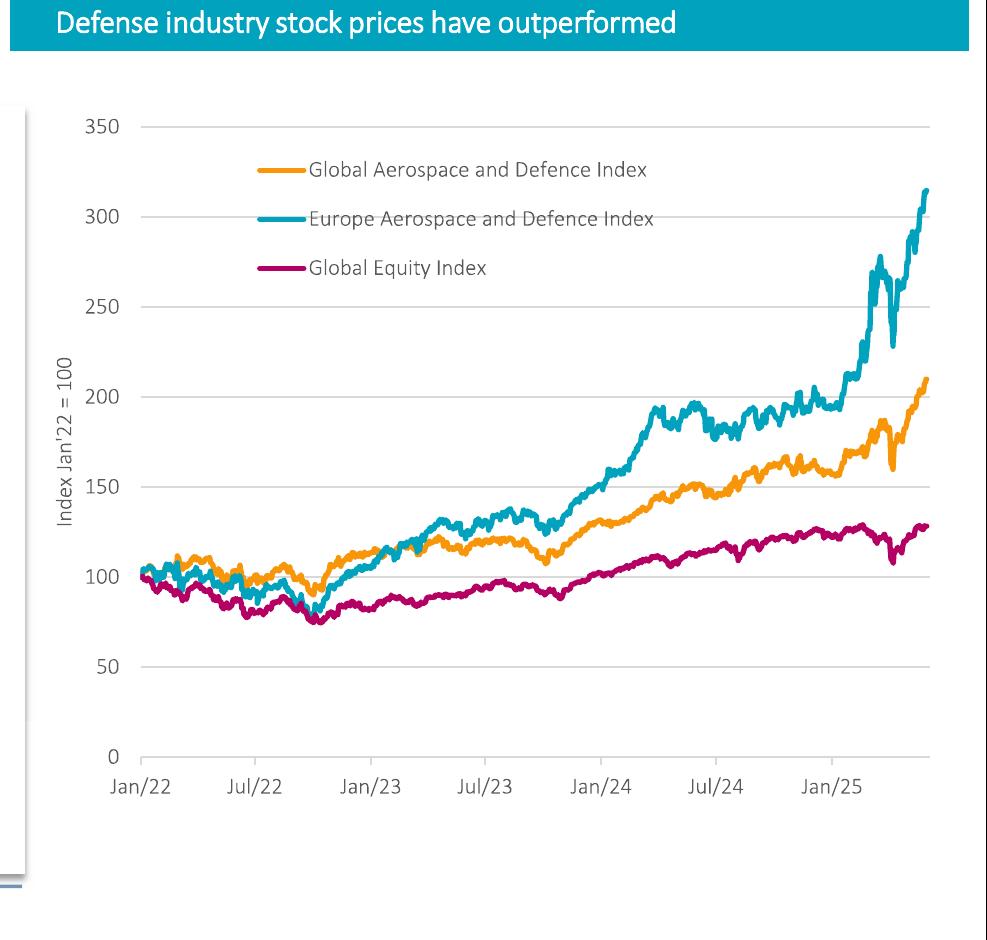 Defense industry stock prices have outperformed
350
300
250
200
150
100
50
0
Index Jan'22 = 100
Global Aerospace and Defence Index
Europe Aerospace and Defence Index
Global Equity Index
Jan/22 Jul/22 Jan/23 Jul/23 Jan/24 Jul/24 Jan/25